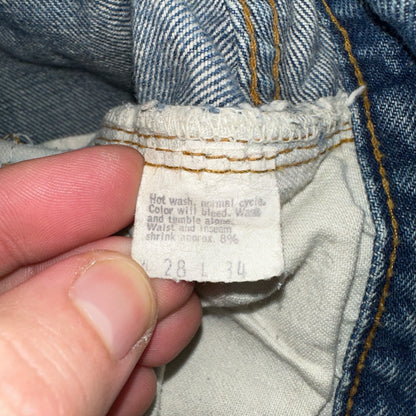 Hot wash, normal cycle.
Color will bleed. Wash
and tumble alone.
Waist and inseam
shrink approx. 8%
28 L 34